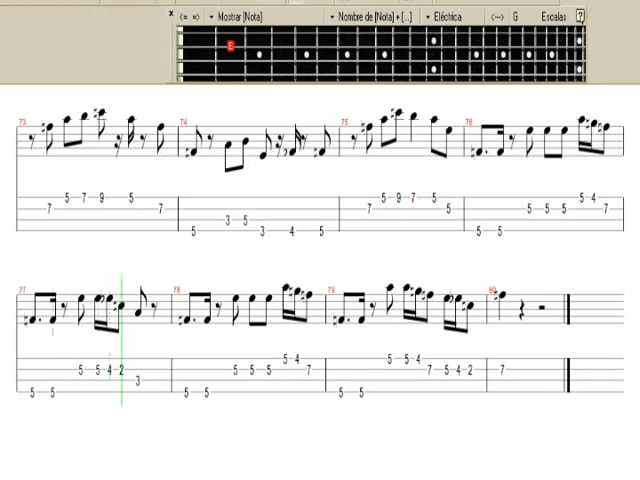 x (= =) ▾ Mostrar [Nota] ▾ Nombre de [Nota] + [...] ▾ Eléctrica (--) G Escalas ?
E
73 74 75 76
5 7 9 5 5 9 7 5 5 4
7 7 7 5 5 5 5 7
3 5
5 3 4 5 5 5
77 78 79 80
5 4 5 5 4
5 5 4 2 5 5 5 7 7 5 4 2 7
3
5 5 5 5 5 5